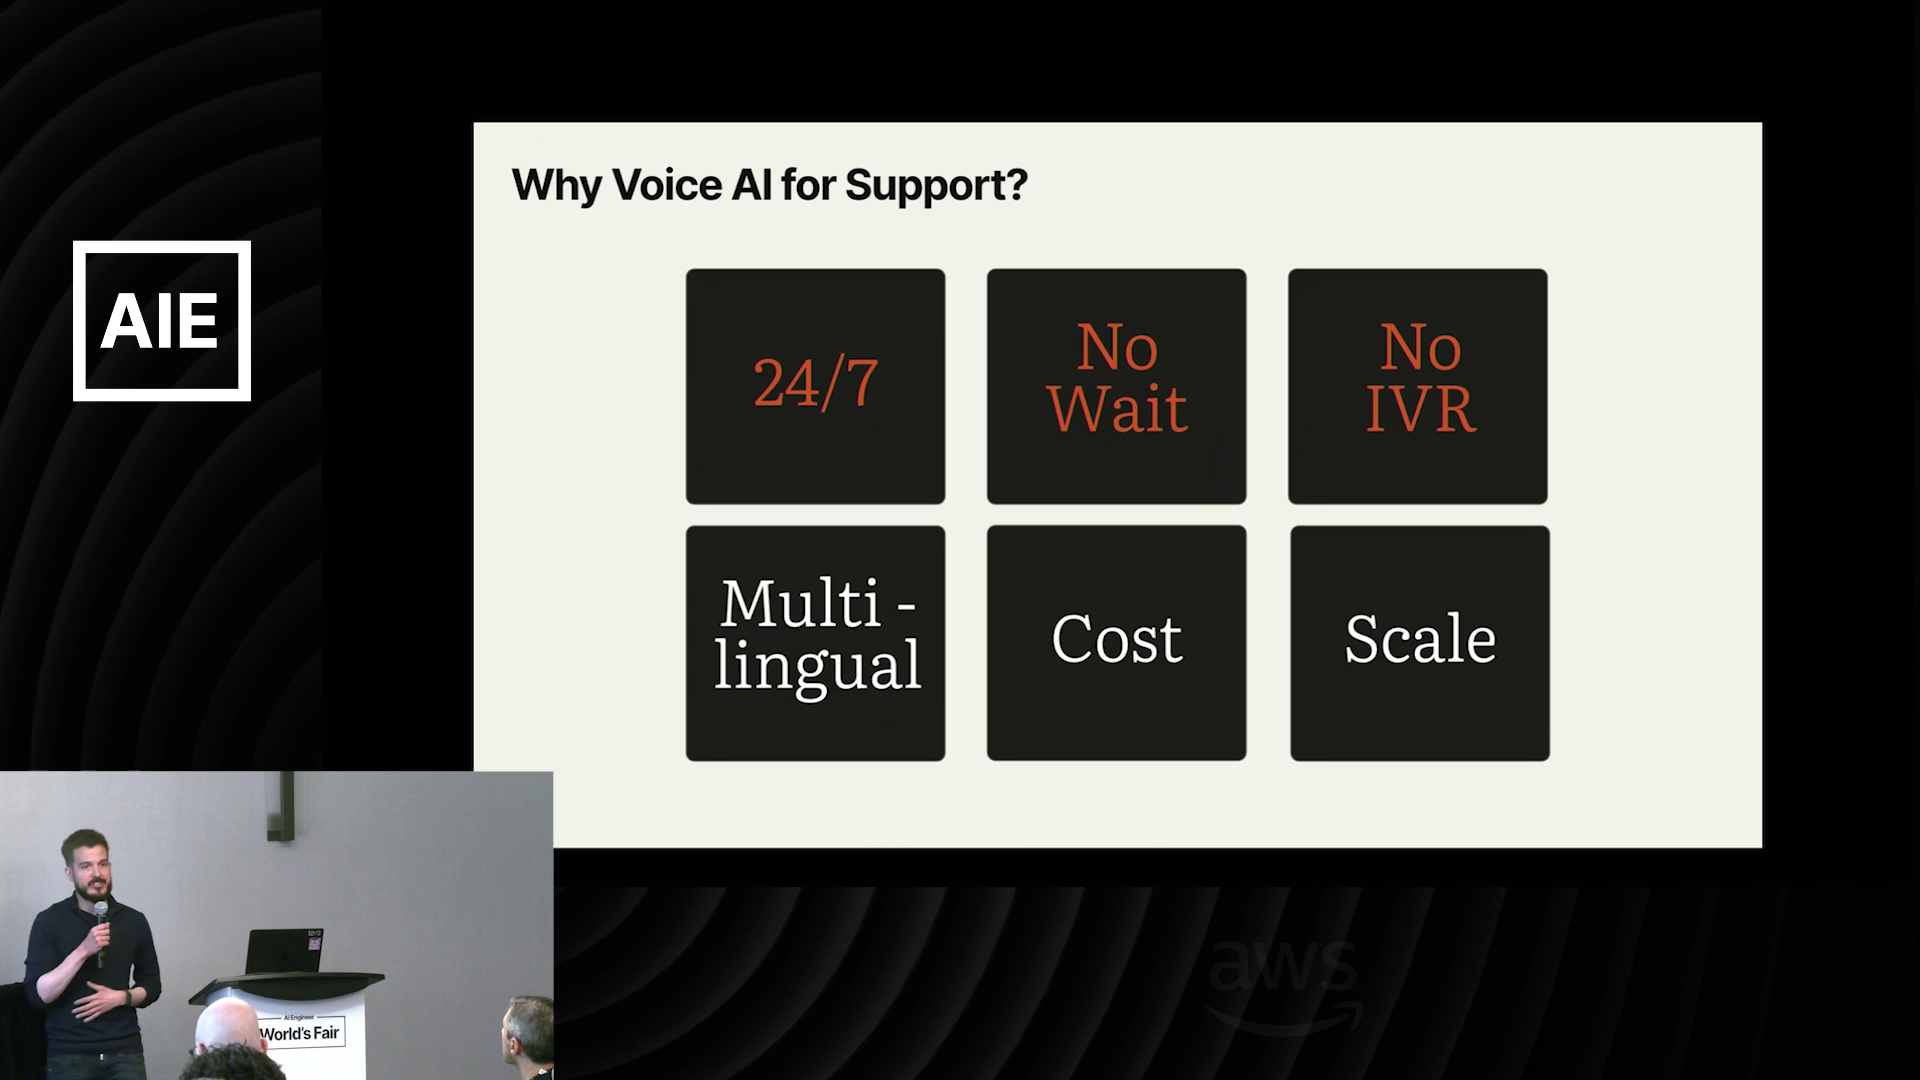 AIE
Why Voice AI for Support?
24/7
No
Wait
No
IVR
Multi -
lingual
Cost
Scale
aws
AI Engineer
World's Fair